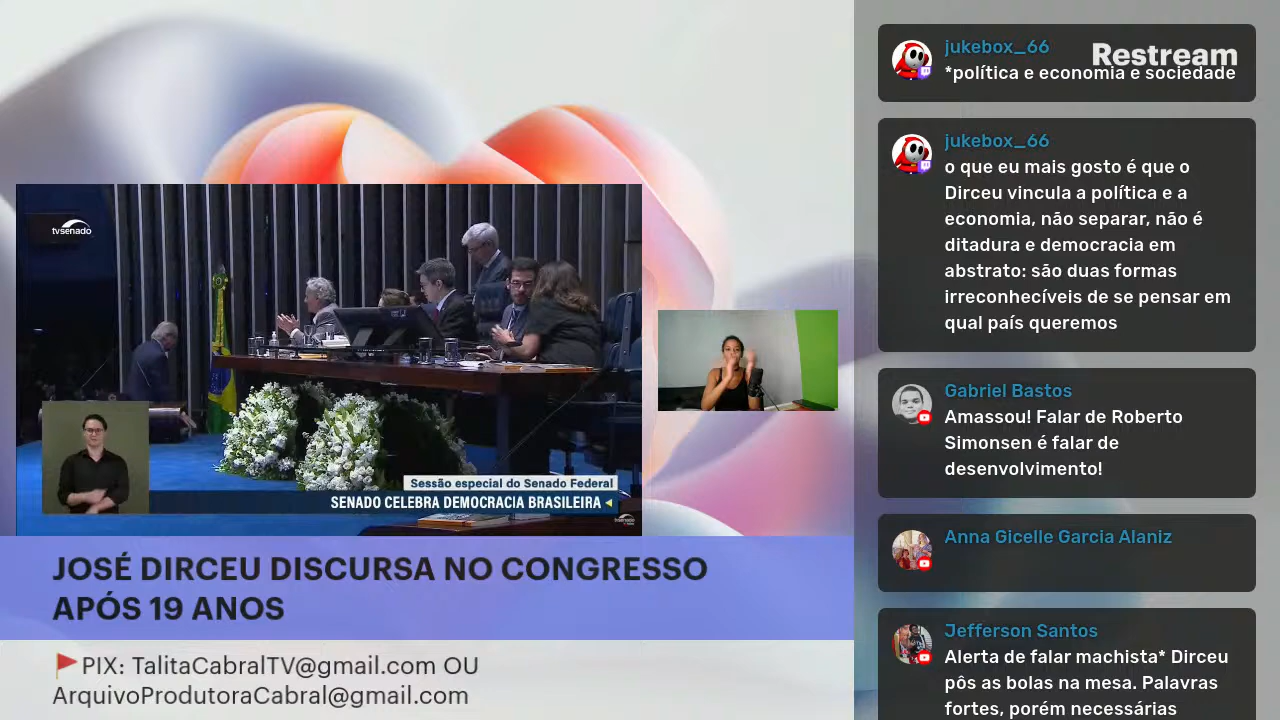 tvsenado
Sessão especial do Senado Federal
SENADO CELEBRA DEMOCRACIA BRASILEIRA
tvsenado
JOSÉ DIRCEU DISCURSA NO CONGRESSO
APÓS 19 ANOS
PIX: TalitaCabralTV@gmail.com OU
ArquivoProdutoraCabral@gmail.com
Restream
jukebox_66
*política e economia e sociedade
jukebox_66
o que eu mais gosto é que o
Dirceu vincula a política e a
economia, não separar, não é
ditadura e democracia em
abstrato: são duas formas
irreconhecíveis de se pensar em
qual país queremos
Gabriel Bastos
Amassou! Falar de Roberto
Simonsen é falar de
desenvolvimento!
Anna Gicelle Garcia Alaniz
Jefferson Santos
Alerta de falar machista* Dirceu
pôs as bolas na mesa. Palavras
fortes, porém necessárias